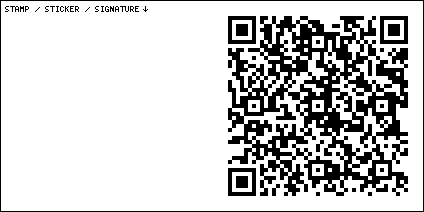 STAMP / STICKER / SIGNATURE ↓